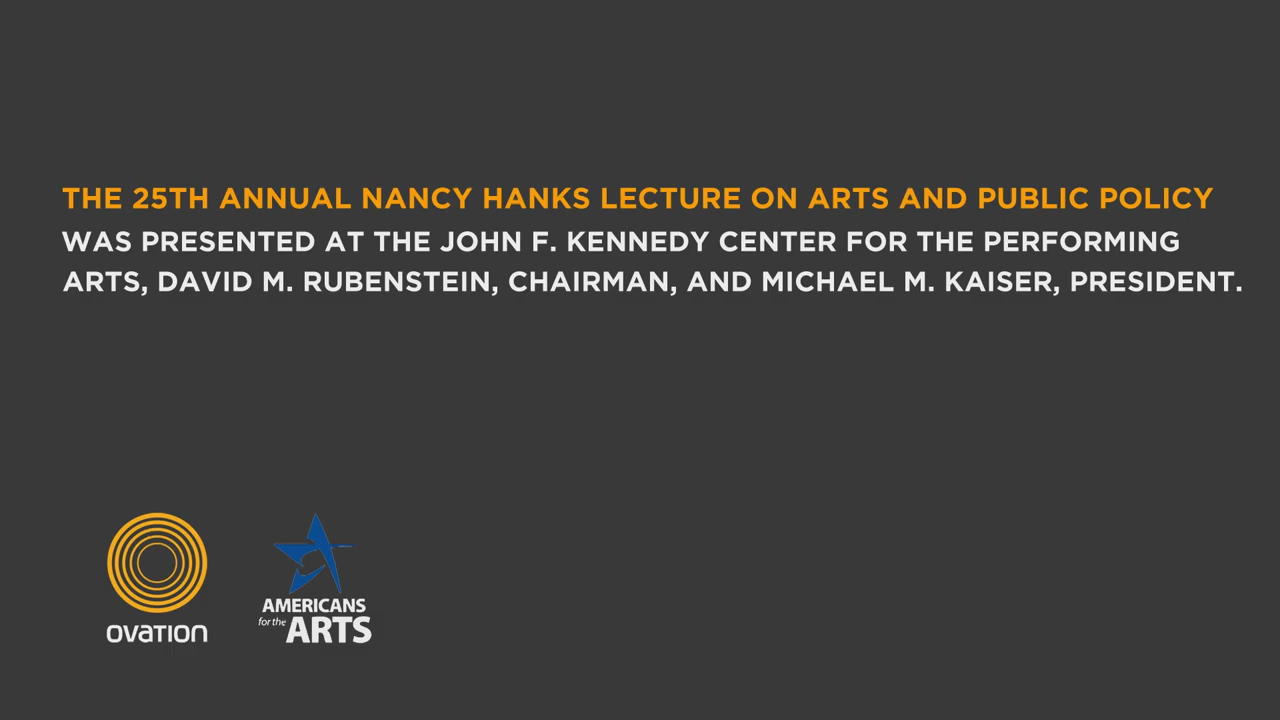 THE 25TH ANNUAL NANCY HANKS LECTURE ON ARTS AND PUBLIC POLICY
WAS PRESENTED AT THE JOHN F. KENNEDY CENTER FOR THE PERFORMING
ARTS, DAVID M. RUBENSTEIN, CHAIRMAN, AND MICHAEL M. KAISER, PRESIDENT.
OVATION
AMERICANS
for the ARTS